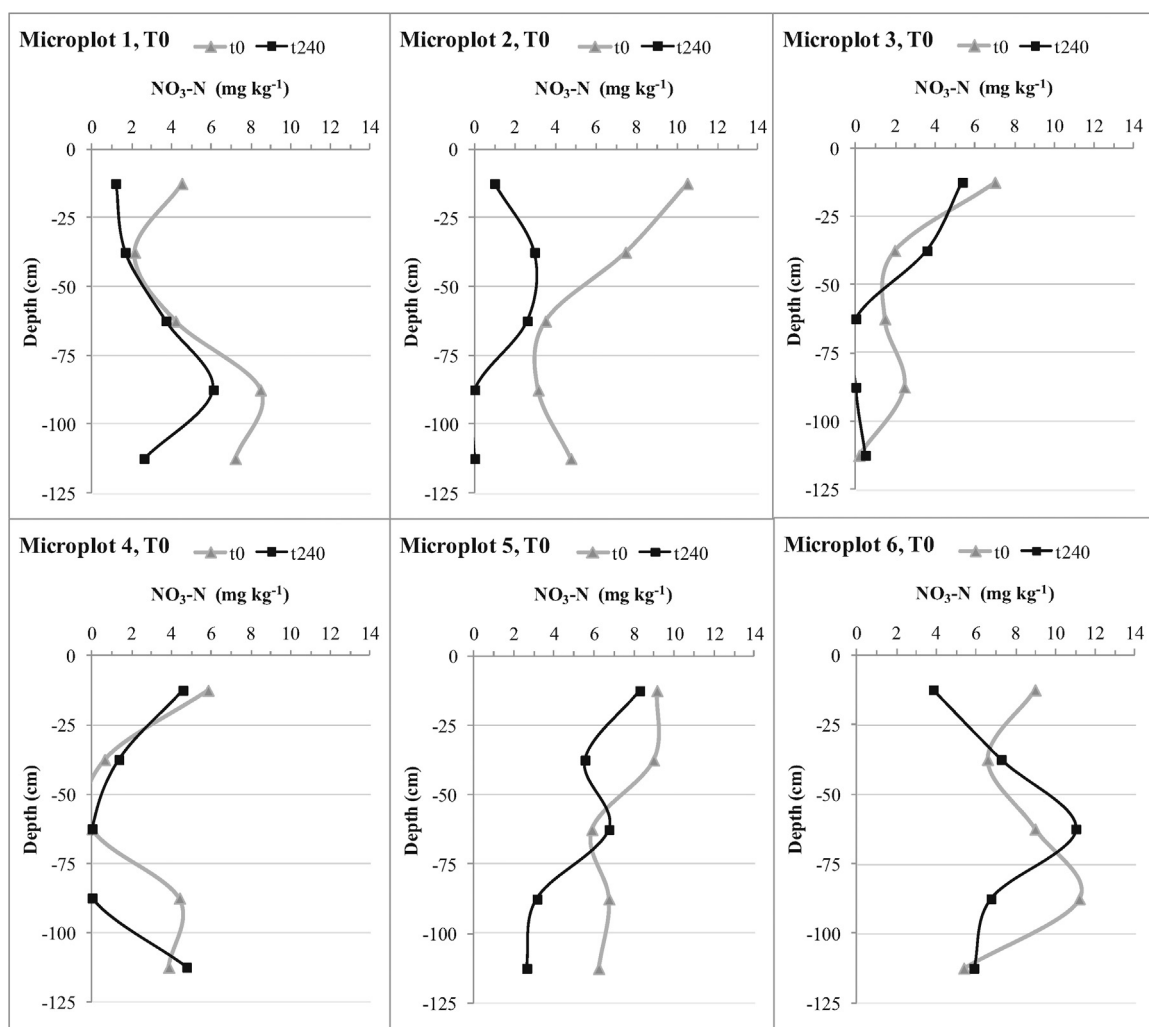 Microplot 1, T0 t0 t240
NO₃-N (mg kg⁻¹)
0 2 4 6 8 10 12 14
0
-25
-50
-75
-100
-125
Depth (cm)
Microplot 2, T0 t0 t240
NO₃-N (mg kg⁻¹)
0 2 4 6 8 10 12 14
0
-25
-50
-75
-100
-125
Depth (cm)
Microplot 3, T0 t0 t240
NO₃-N (mg kg⁻¹)
0 2 4 6 8 10 12 14
0
-25
-50
-75
-100
-125
Depth (cm)
Microplot 4, T0 t0 t240
NO₃-N (mg kg⁻¹)
0 2 4 6 8 10 12 14
0
-25
-50
-75
-100
-125
Depth (cm)
Microplot 5, T0 t0 t240
NO₃-N (mg kg⁻¹)
0 2 4 6 8 10 12 14
0
-25
-50
-75
-100
-125
Depth (cm)
Microplot 6, T0 t0 t240
NO₃-N (mg kg⁻¹)
0 2 4 6 8 10 12 14
0
-25
-50
-75
-100
-125
Depth (cm)